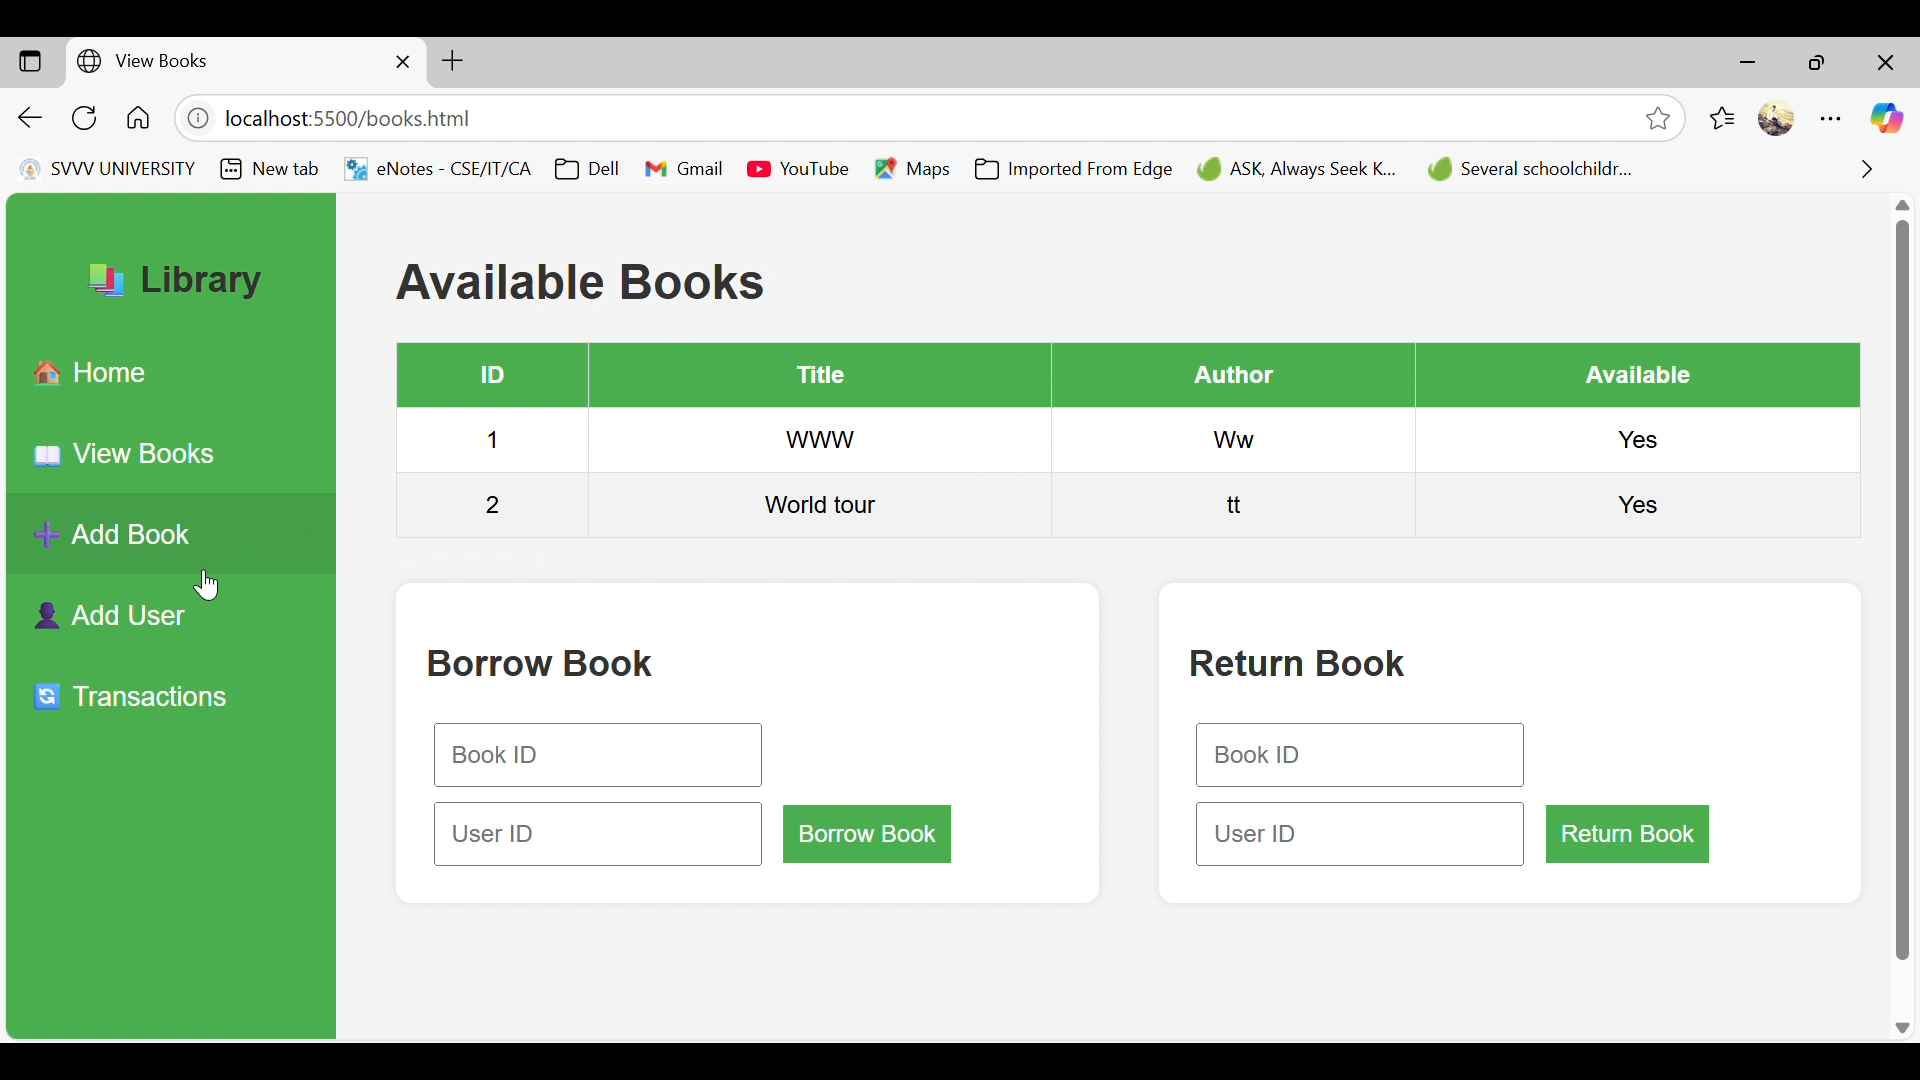 View Books
localhost:5500/books.html
SVVV UNIVERSITY New tab eNotes - CSE/IT/CA Dell Gmail YouTube Maps Imported From Edge ASK, Always Seek K... Several schoolchildr...
Library
Home
View Books
Add Book
Add User
Transactions
Available Books
ID Title Author Available
1 WWW Ww Yes
2 World tour tt Yes
Borrow Book
Book ID
User ID Borrow Book
Return Book
Book ID
User ID Return Book